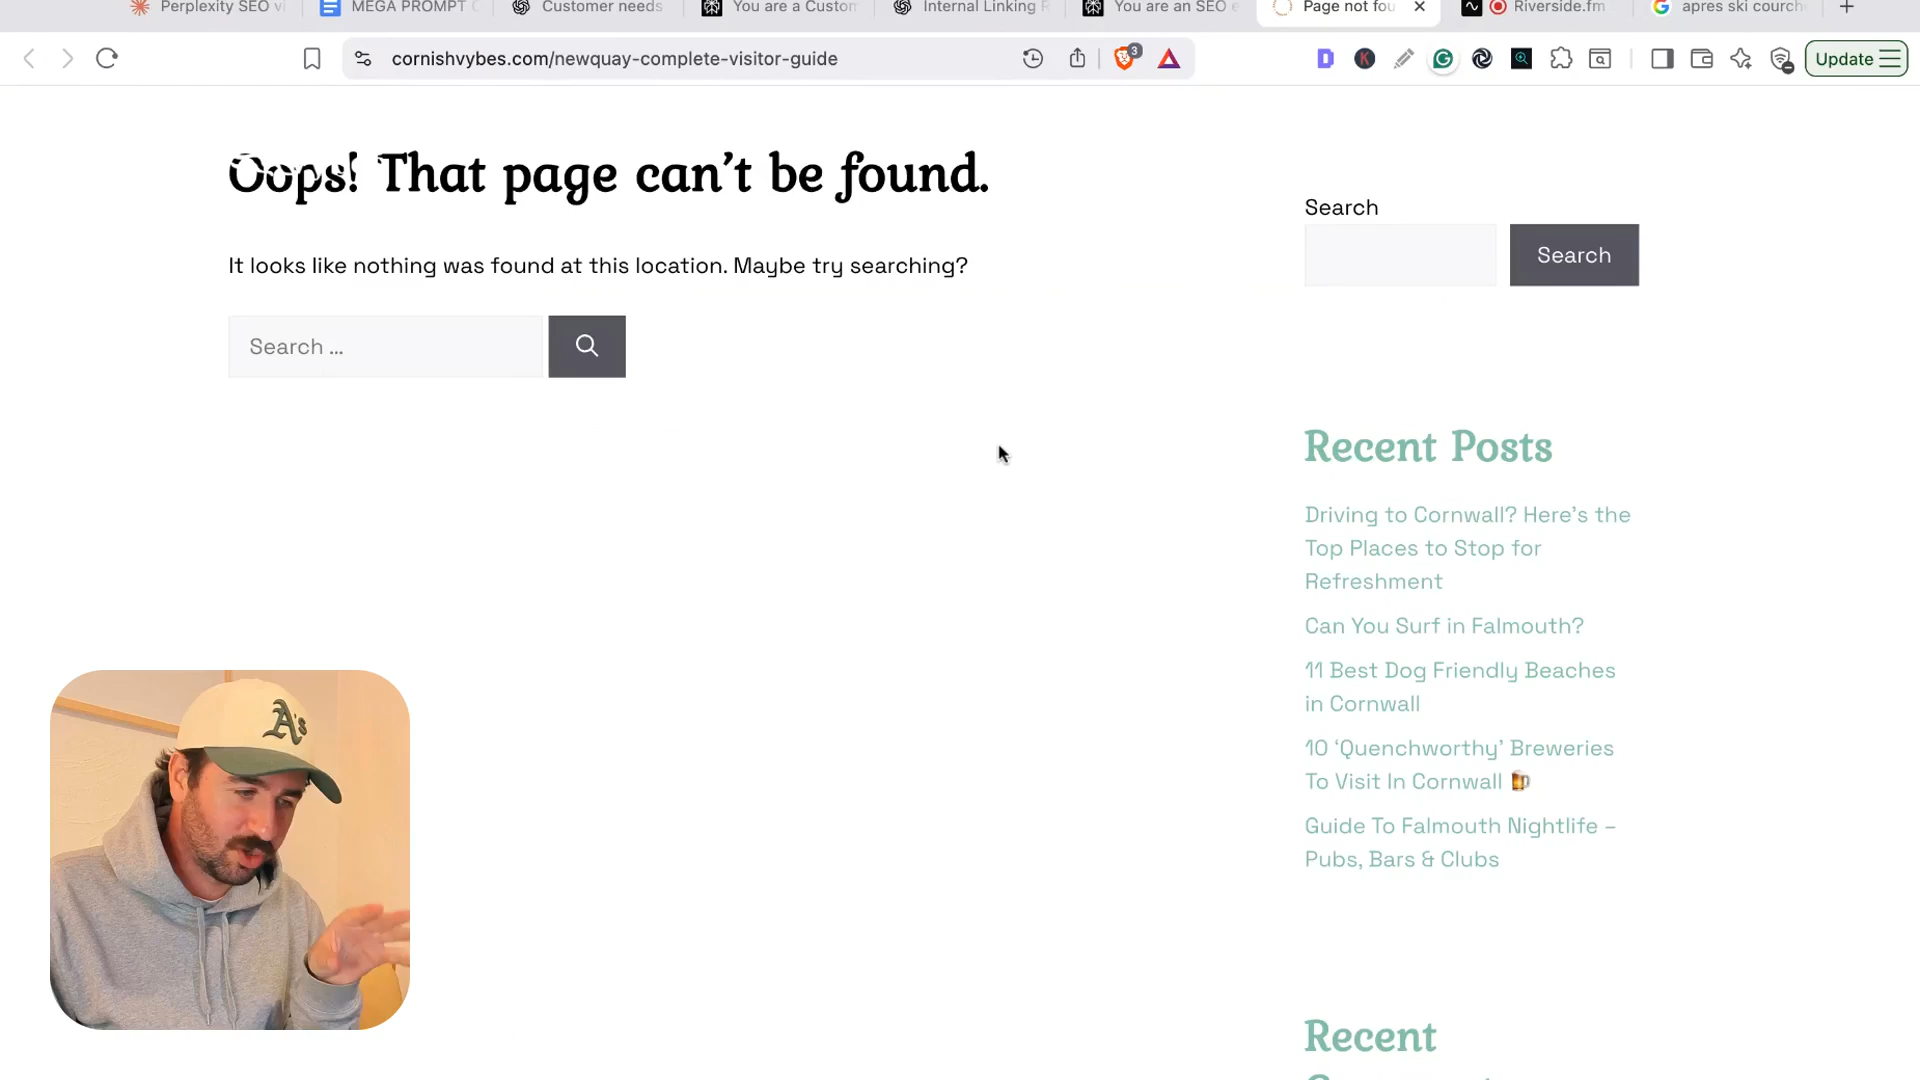 Perplexity SEO vi
MEGA PROMPT C
Customer needs
You are a Custom
Internal Linking R
You are an SEO e
Page not fou
Riverside.fm
apres ski courche
cornishvybes.com/newquay-complete-visitor-guide
3
Update
Oops! That page can’t be found.
It looks like nothing was found at this location. Maybe try searching?
Search ...
Search
Search
Recent Posts
Driving to Cornwall? Here’s the
Top Places to Stop for
Refreshment
Can You Surf in Falmouth?
11 Best Dog Friendly Beaches
in Cornwall
10 ‘Quenchworthy’ Breweries
To Visit In Cornwall 🍺
Guide To Falmouth Nightlife –
Pubs, Bars & Clubs
Recent
A's